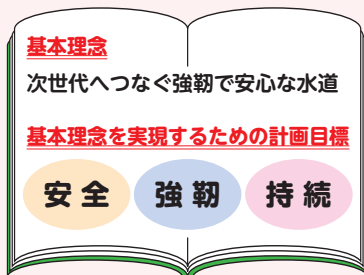 基本理念
次世代へつなぐ強靭で安心な水道
基本理念を実現するための計画目標
安全 強靭 持続